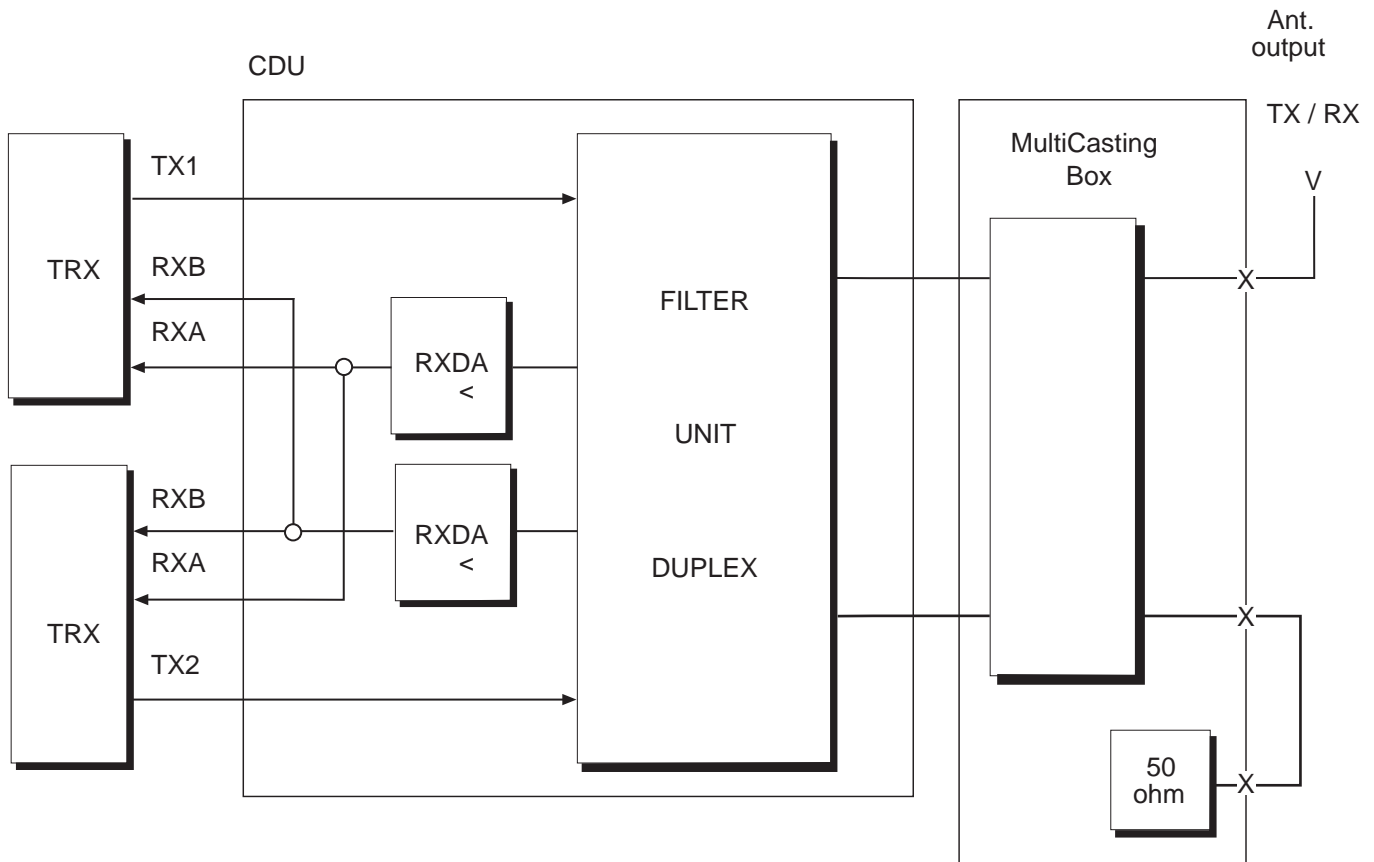 Ant.
output
CDU
TX / RX
MultiCasting
Box
TX1
V
TRX
RXB
RXA
FILTER
X
RXDA
<
UNIT
RXB
RXDA
<
RXA
DUPLEX
TRX
X
TX2
50
ohm
X